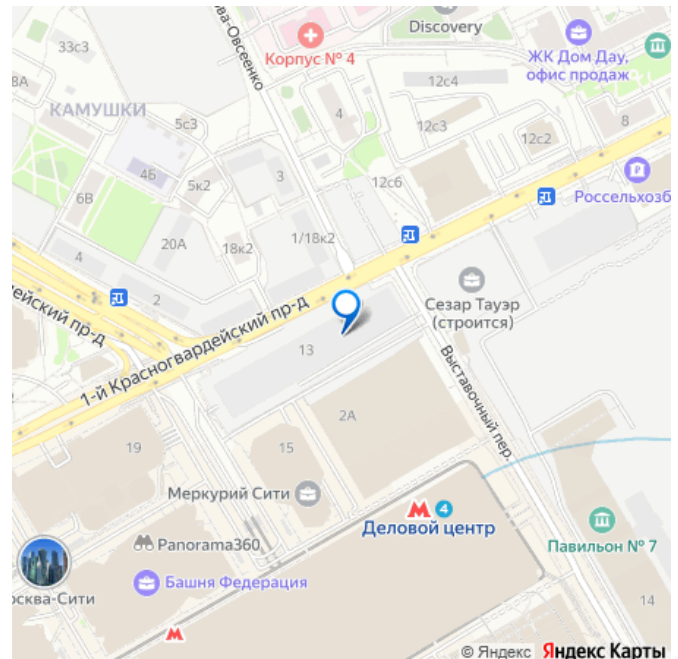 33с3
Discovery
ова-Овсеенко
Корпус № 4
ЖК Дом Дау,
офис продаж
8А
12с4
КАМУШКИ
4
5с3
12с3
8
12с2
4Б
3
5к2
12с6
Россельхозб
6В
1/18к2
20А
18к2
4
2
ейский пр-д
Сезар Тауэр
(строится)
1-й Красногвардейский пр-д
13
Выставочный пер.
2А
19
15
Меркурий Сити
4
Деловой центр
Panorama360
Павильон № 7
Башня Федерация
осква-Сити
14
© Яндекс Яндекс Карты